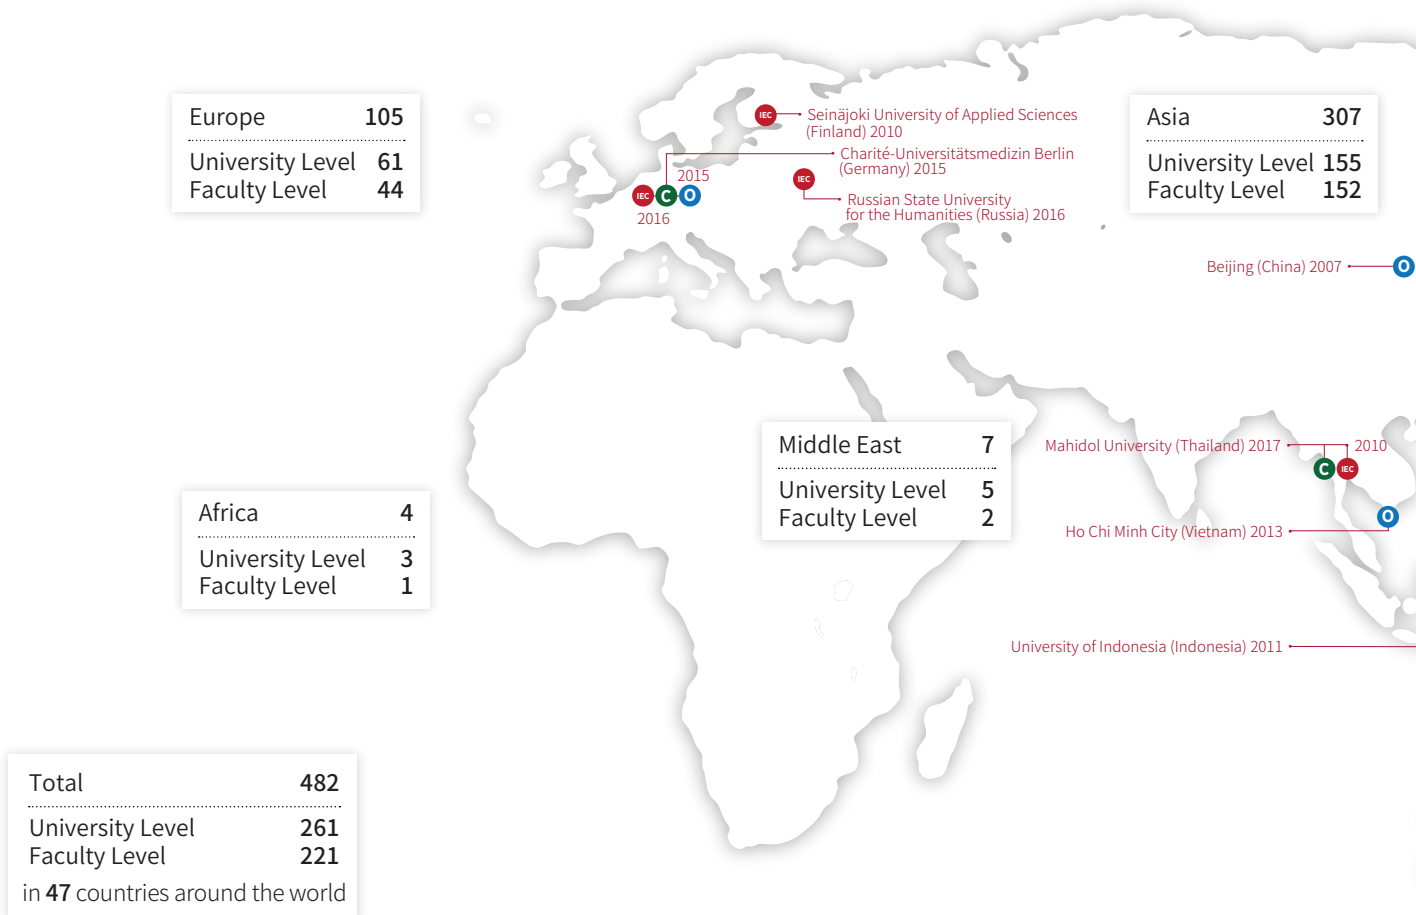 Europe 105
University Level 61
Faculty Level 44
IEC
Seinäjoki University of Applied Sciences
(Finland) 2010
Charité-Universitätsmedizin Berlin
(Germany) 2015
2015
IEC C O
2016
IEC
Russian State University
for the Humanities (Russia) 2016
Asia 307
University Level 155
Faculty Level 152
Beijing (China) 2007
O
Middle East 7
University Level 5
Faculty Level 2
Mahidol University (Thailand) 2017
2010
C IEC
O
Ho Chi Minh City (Vietnam) 2013
Africa 4
University Level 3
Faculty Level 1
University of Indonesia (Indonesia) 2011
Total 482
University Level 261
Faculty Level 221
in 47 countries around the world